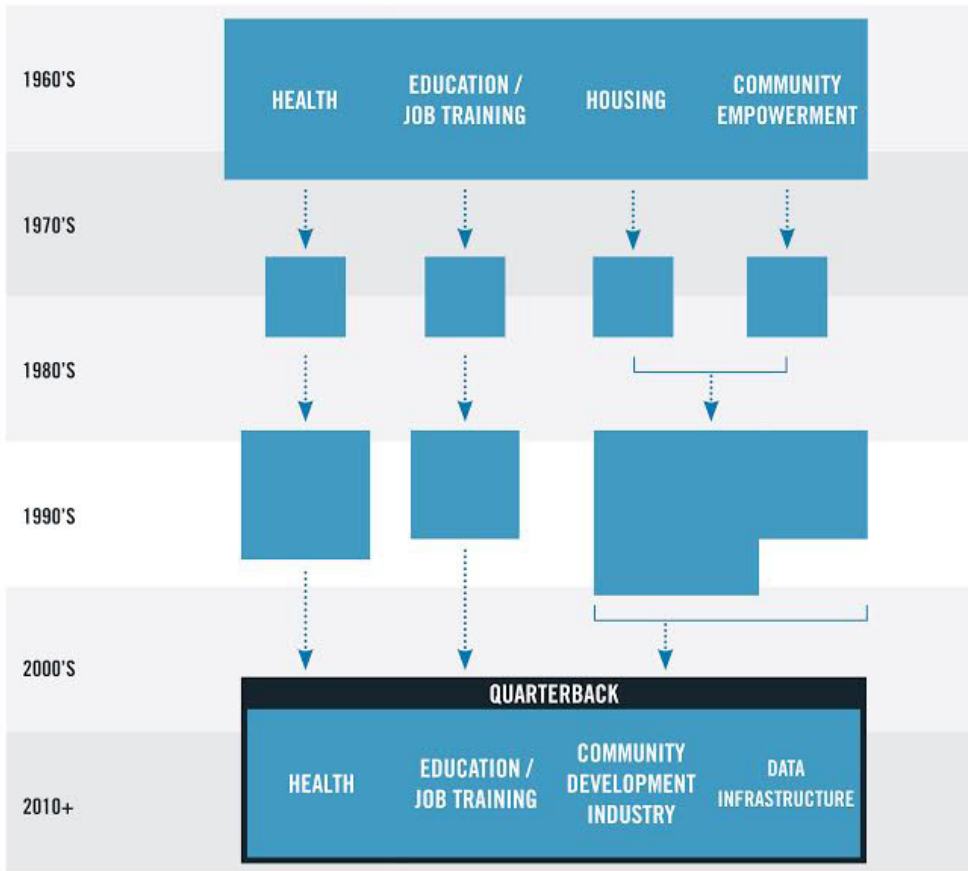 1960'S
HEALTH
EDUCATION /
JOB TRAINING
HOUSING
COMMUNITY
EMPOWERMENT
1970'S
1980'S
1990'S
2000'S
QUARTERBACK
2010+
HEALTH
EDUCATION /
JOB TRAINING
COMMUNITY
DEVELOPMENT
INDUSTRY
DATA
INFRASTRUCTURE